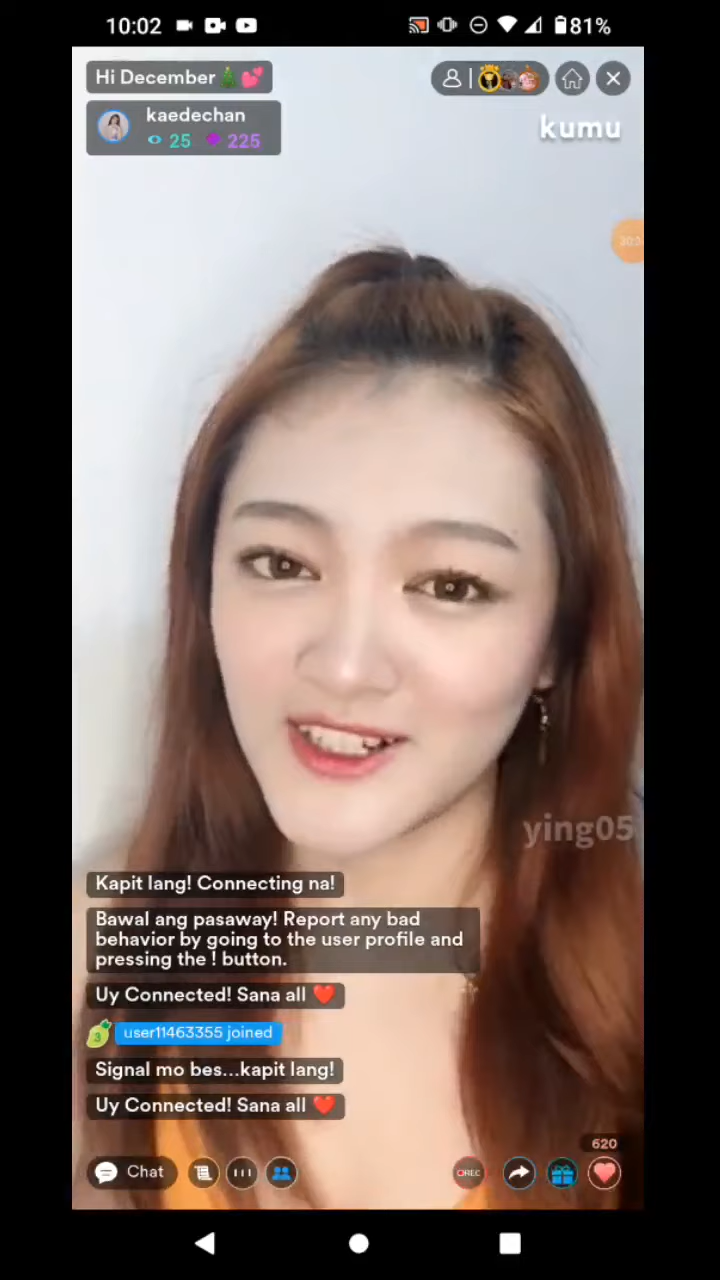 10:02
81%
Hi December🎄💕
kaedechan
25 225
kumu
Kapit lang! Connecting na!
Bawal ang pasaway! Report any bad
behavior by going to the user profile and
pressing the ! button.
Uy Connected! Sana all ❤️
3 user11463355 joined
Signal mo bes...kapit lang!
Uy Connected! Sana all ❤️
ying05
620
Chat
REC